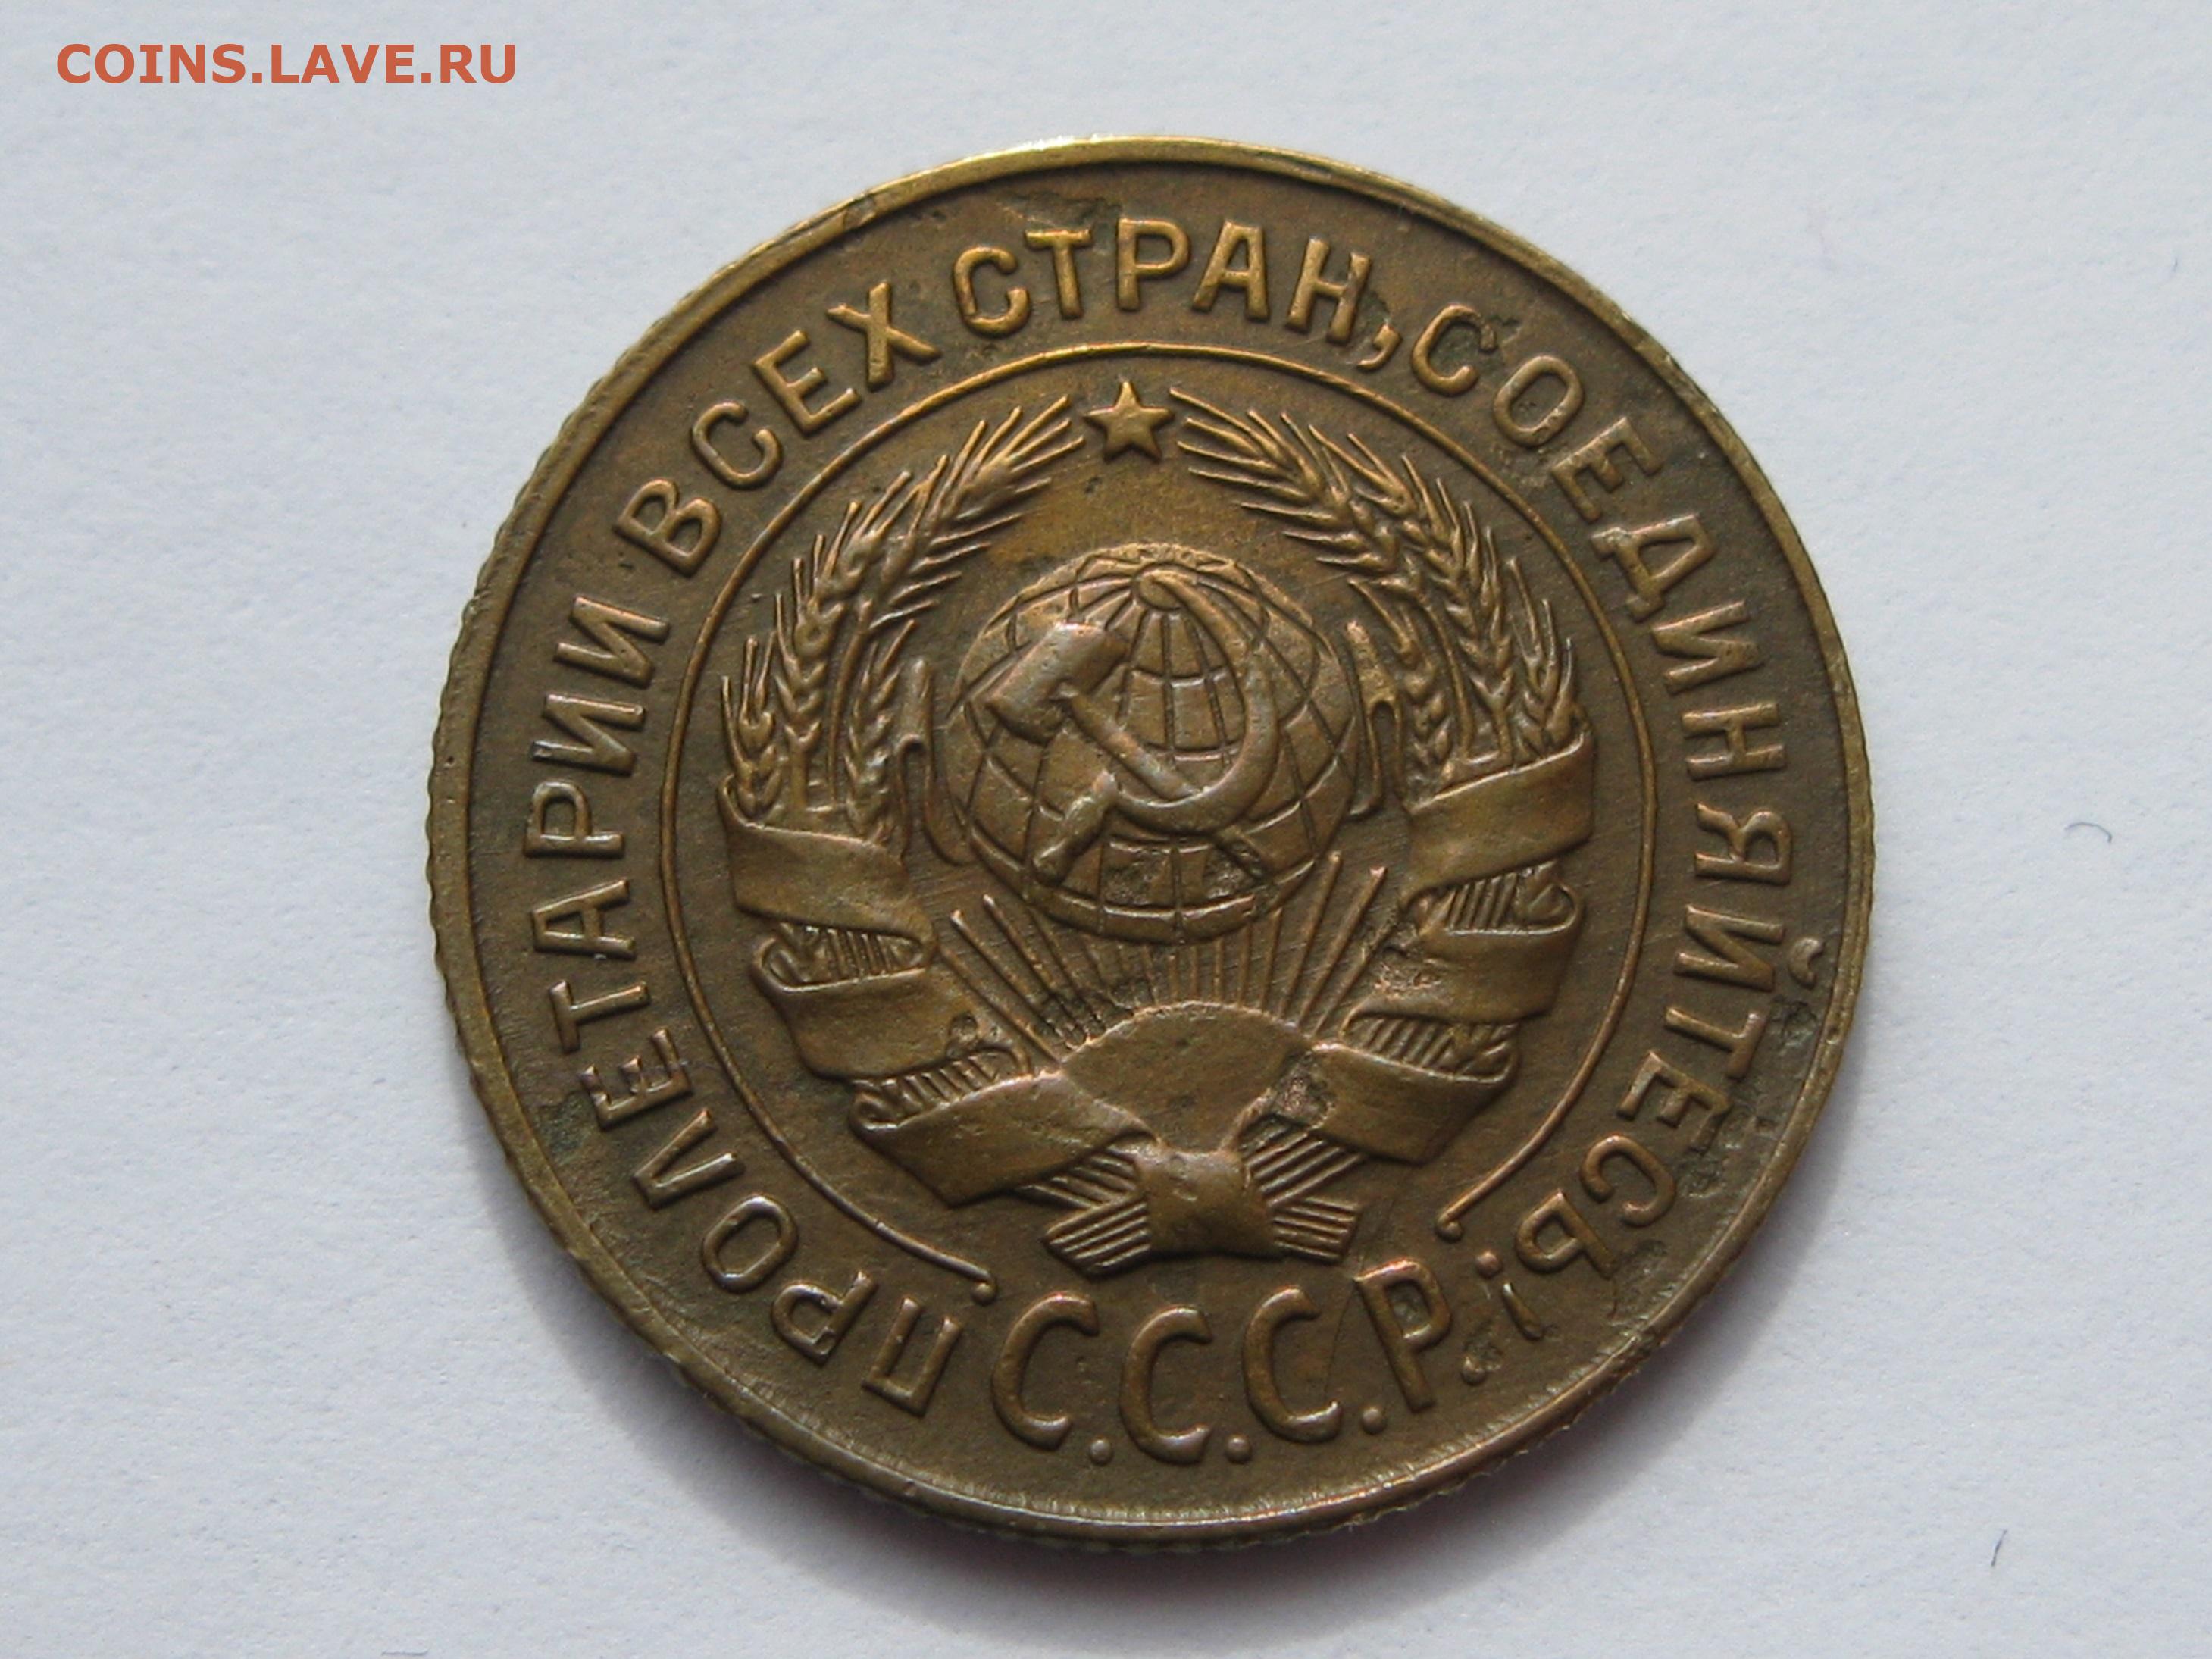 COINS.LAVE.RU
ПРОЛЕТАРИИ ВСЕХ СТРАН, СОЕДИНЯЙТЕСЬ!
С.С.С.Р.